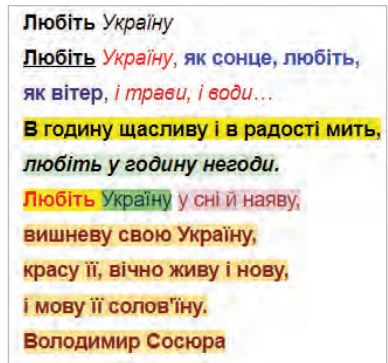 Любіть Україну
Любіть Україну, як сонце, любіть,
як вітер, і трави, і води…
В годину щасливу і в радості мить,
любіть у годину негоди.
Любіть Україну у сні й наяву,
вишневу свою Україну,
красу її, вічно живу і нову,
і мову її солов'їну.
Володимир Сосюра